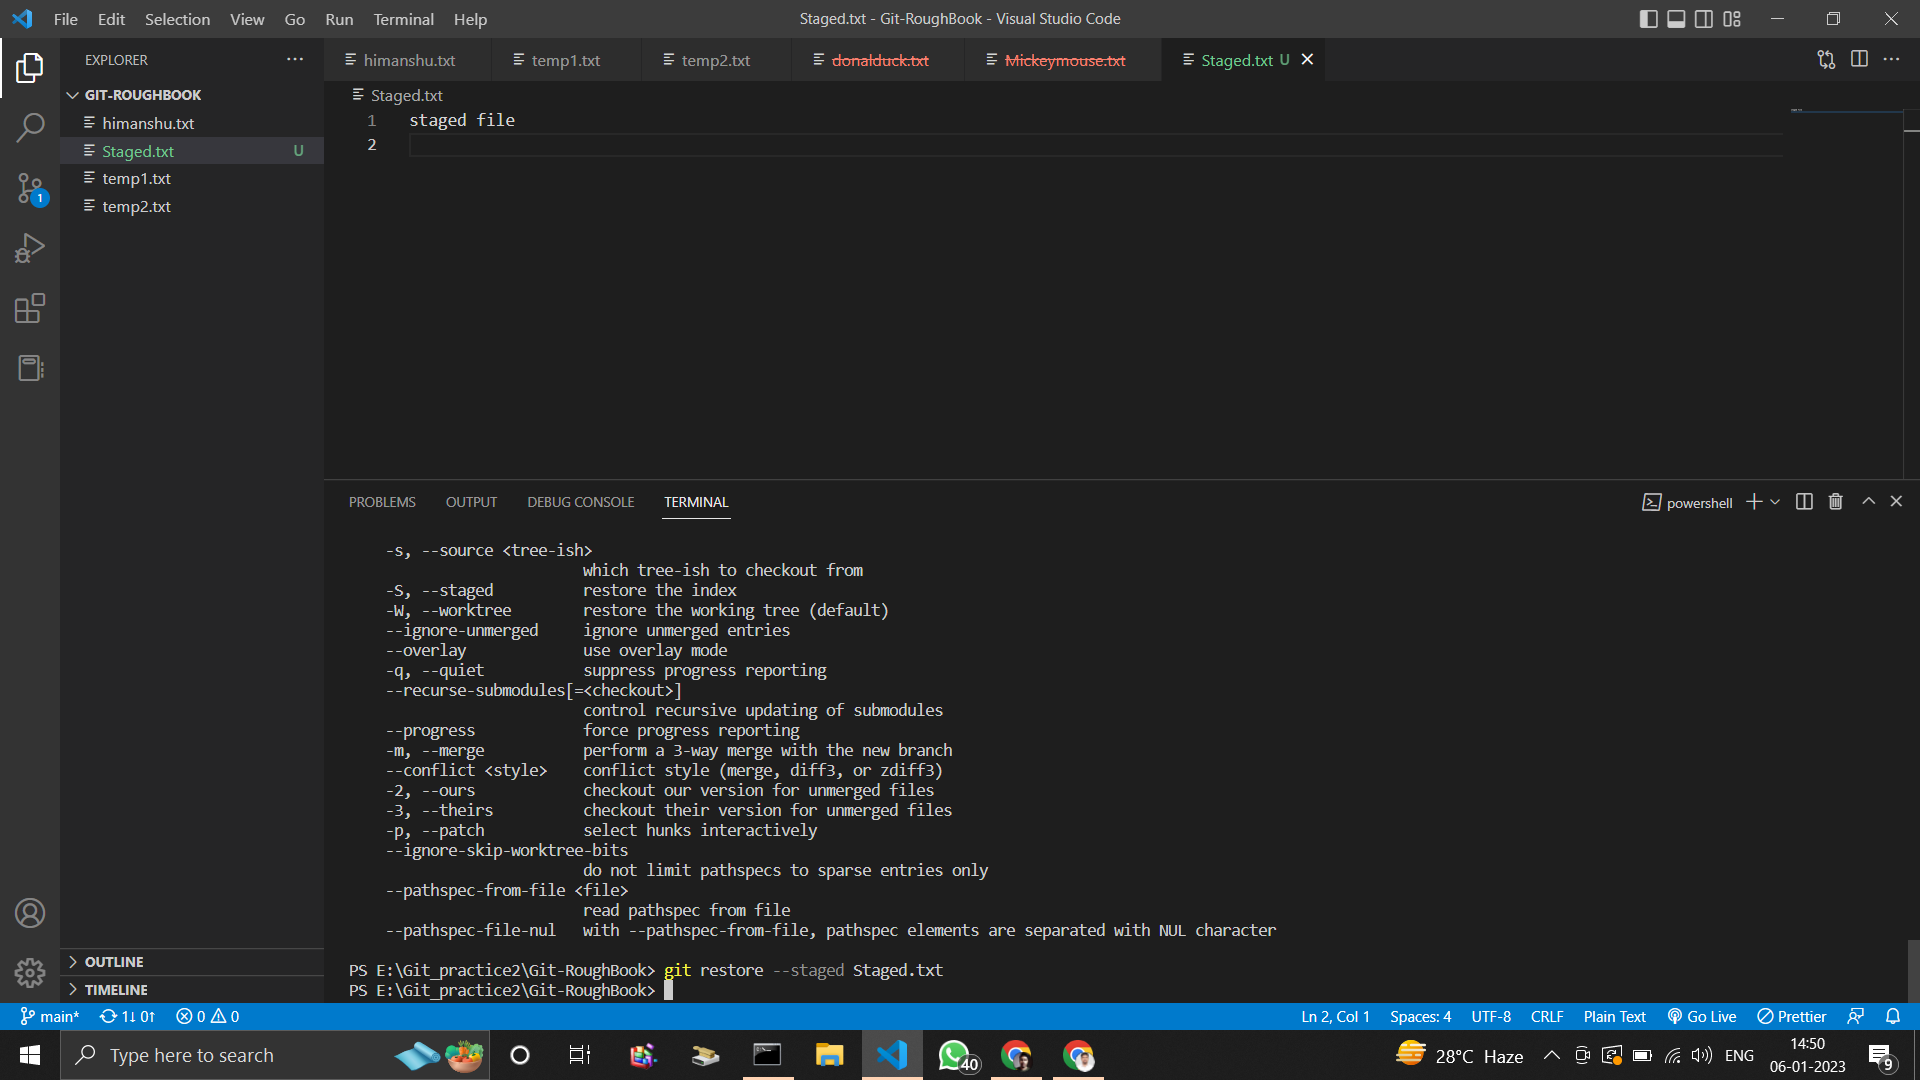 File Edit Selection View Go Run Terminal Help
Staged.txt - Git-RoughBook - Visual Studio Code
EXPLORER
himanshu.txt
temp1.txt
temp2.txt
donalduck.txt
Mickeymouse.txt
Staged.txt U
GIT-ROUGHBOOK
himanshu.txt
Staged.txt U
temp1.txt
temp2.txt
1
OUTLINE
TIMELINE
Staged.txt
1 staged file
2
PROBLEMS OUTPUT DEBUG CONSOLE TERMINAL
powershell
-s, --source <tree-ish>
which tree-ish to checkout from
-S, --staged restore the index
-W, --worktree restore the working tree (default)
--ignore-unmerged ignore unmerged entries
--overlay use overlay mode
-q, --quiet suppress progress reporting
--recurse-submodules[=<checkout>]
control recursive updating of submodules
--progress force progress reporting
-m, --merge perform a 3-way merge with the new branch
--conflict <style> conflict style (merge, diff3, or zdiff3)
-2, --ours checkout our version for unmerged files
-3, --theirs checkout their version for unmerged files
-p, --patch select hunks interactively
--ignore-skip-worktree-bits
do not limit pathspecs to sparse entries only
--pathspec-from-file <file>
read pathspec from file
--pathspec-file-nul with --pathspec-from-file, pathspec elements are separated with NUL character
PS E:\Git_practice2\Git-RoughBook> git restore --staged Staged.txt
PS E:\Git_practice2\Git-RoughBook>
main* 1↓ 0↑ 0 0
Ln 2, Col 1 Spaces: 4 UTF-8 CRLF Plain Text Go Live Prettier
Type here to search
40
28°C Haze
ENG
14:50
06-01-2023
9